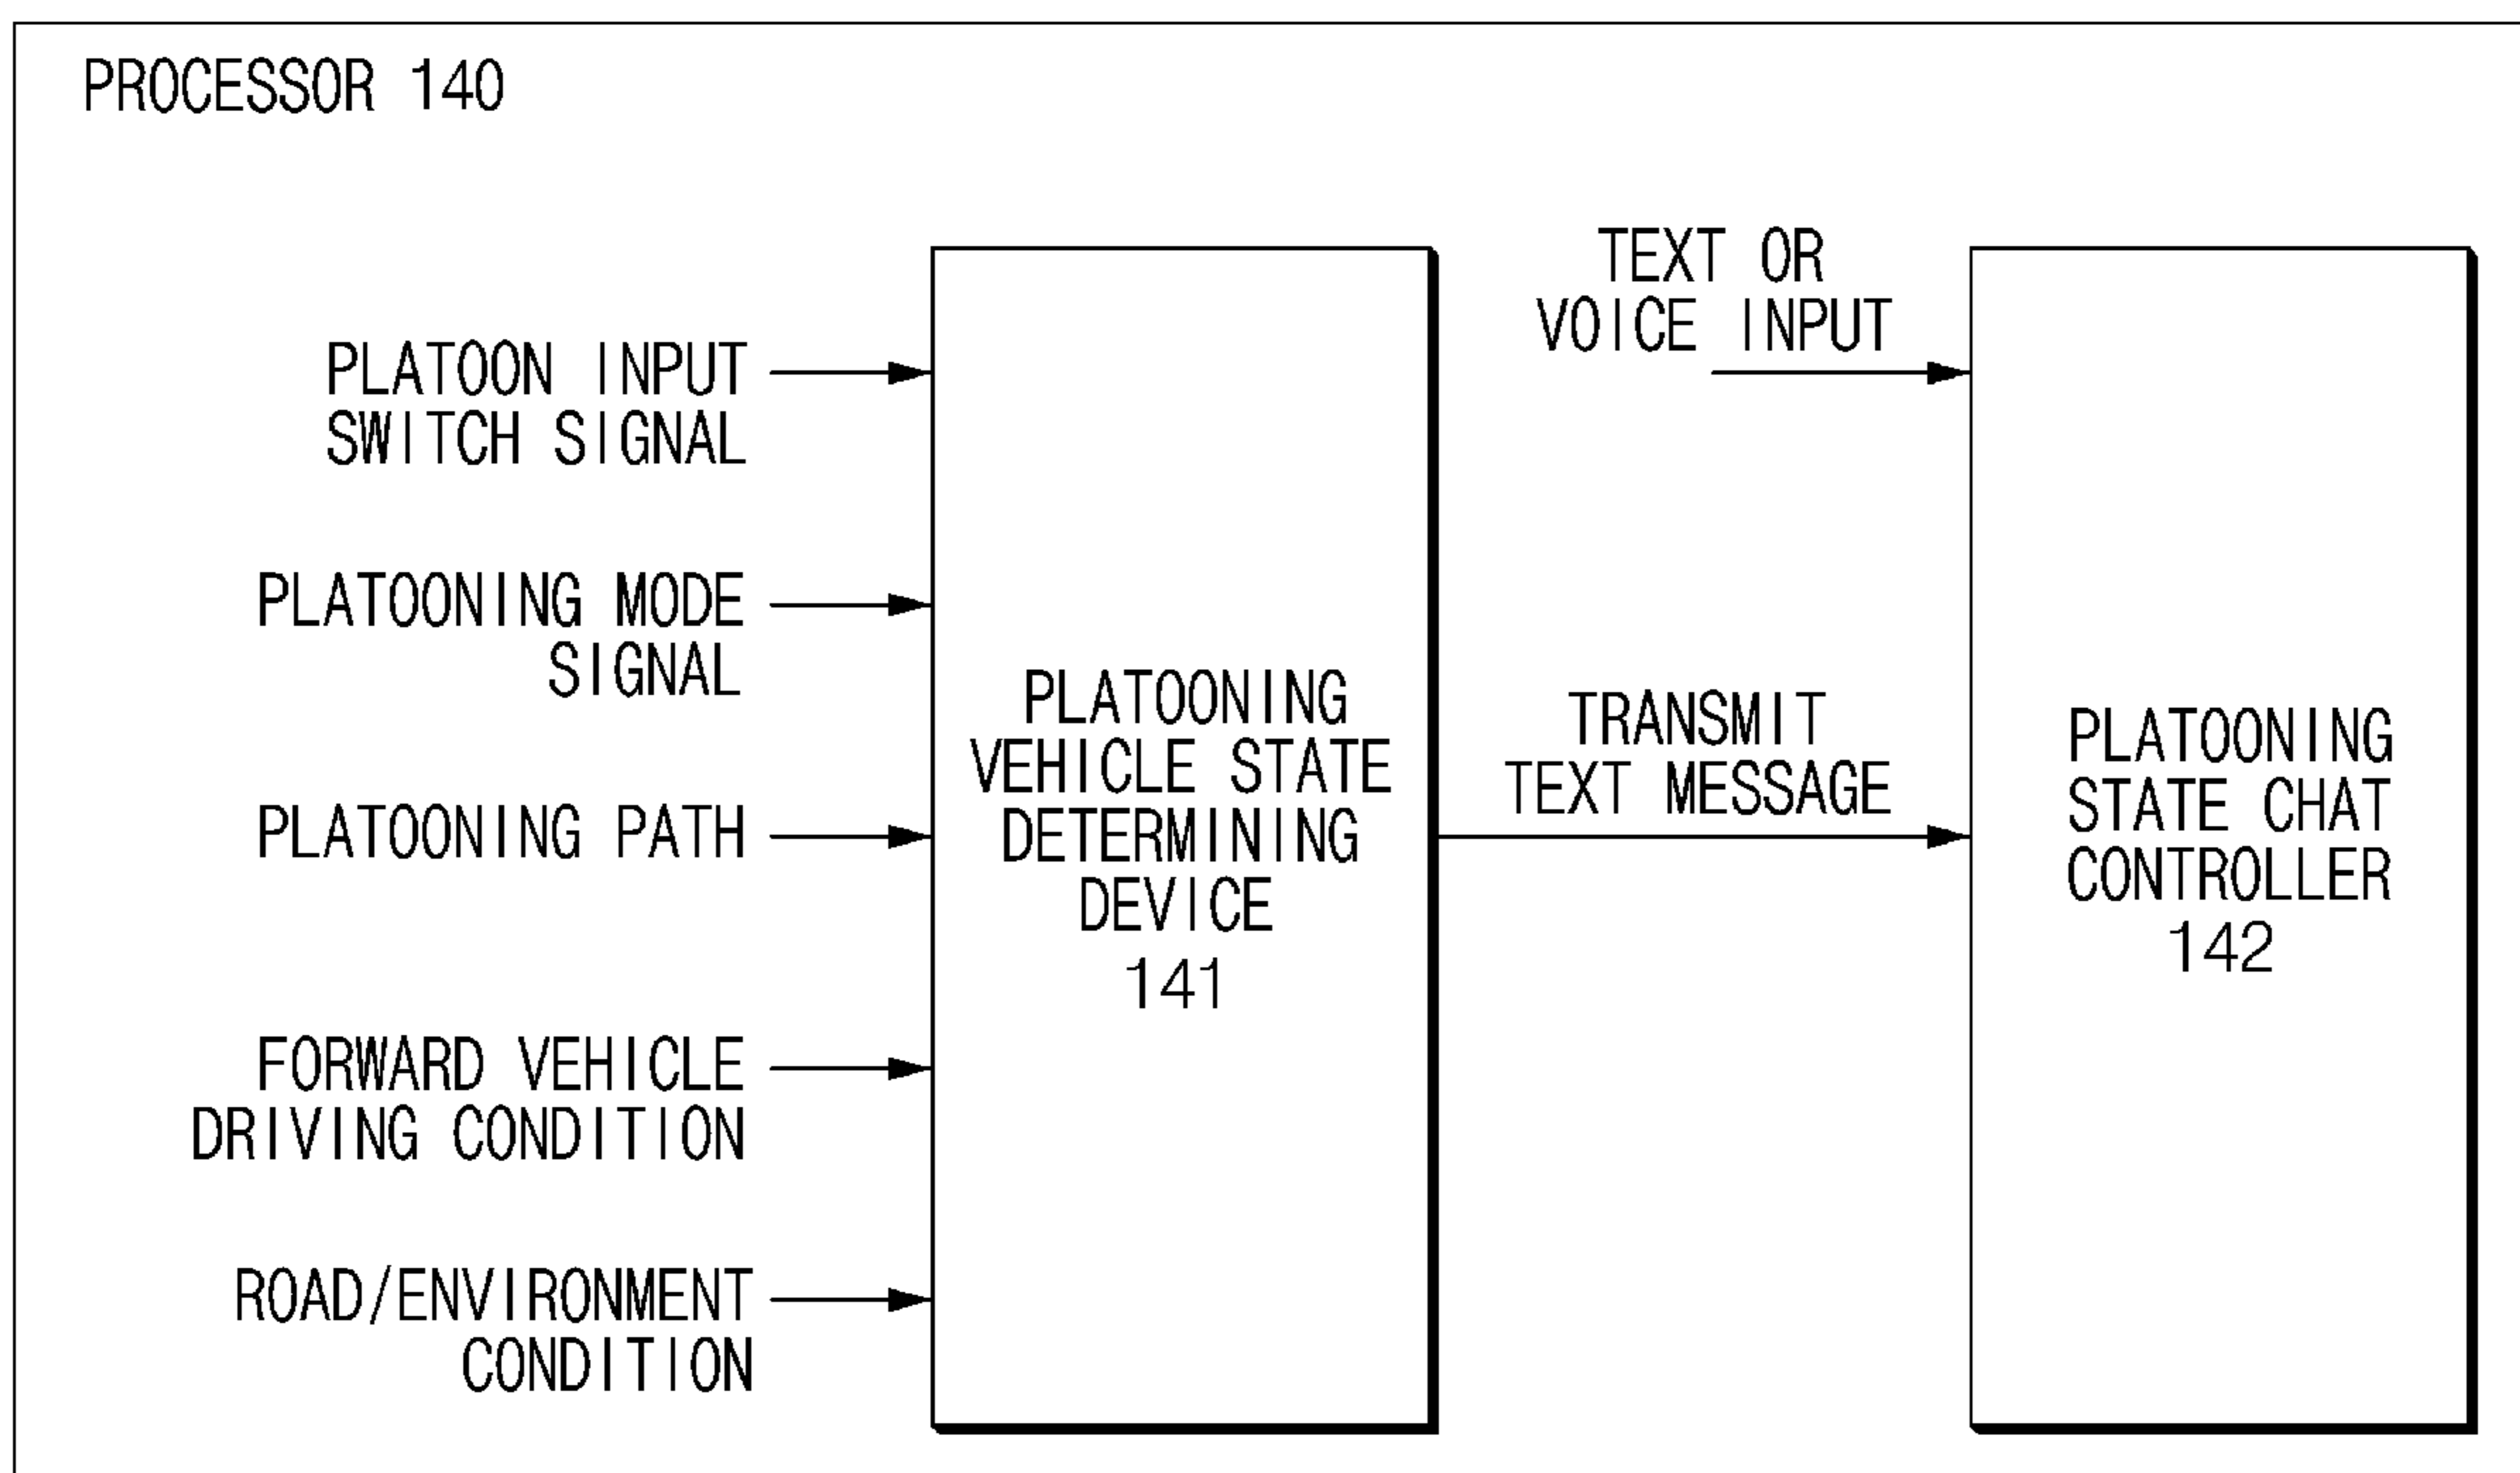 PROCESSOR 140
PLATOON INPUT
SWITCH SIGNAL
PLATOONING MODE
SIGNAL
PLATOONING PATH
FORWARD VEHICLE
DRIVING CONDITION
ROAD/ENVIRONMENT
CONDITION
PLATOONING
VEHICLE STATE
DETERMINING
DEVICE
141
TEXT OR
VOICE INPUT
TRANSMIT
TEXT MESSAGE
PLATOONING
STATE CHAT
CONTROLLER
142